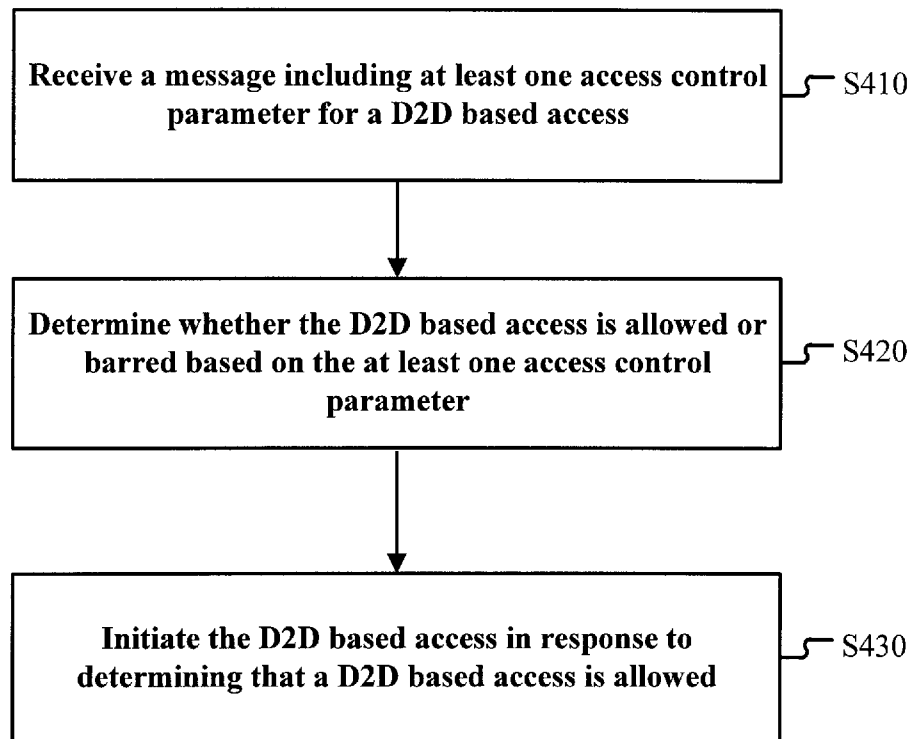 Receive a message including at least one access control
parameter for a D2D based access
S410
Determine whether the D2D based access is allowed or
barred based on the at least one access control
parameter
S420
Initiate the D2D based access in response to
determining that a D2D based access is allowed
S430